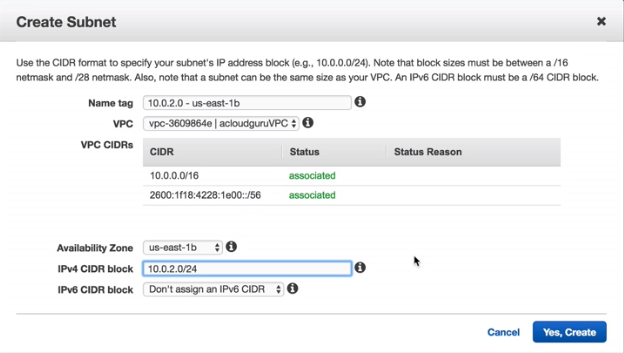 Create Subnet
Use the CIDR format to specify your subnet's IP address block (e.g., 10.0.0.0/24). Note that block sizes must be between a /16
netmask and /28 netmask. Also, note that a subnet can be the same size as your VPC. An IPv6 CIDR block must be a /64 CIDR block.
Name tag 10.0.2.0 - us-east-1b
VPC vpc-3609864e | acloudguruVPC
VPC CIDRs CIDR Status Status Reason
10.0.0.0/16 associated
2600:1f18:4228:1e00::/56 associated
Availability Zone us-east-1b
IPv4 CIDR block 10.0.2.0/24
IPv6 CIDR block Don't assign an IPv6 CIDR
Cancel Yes, Create